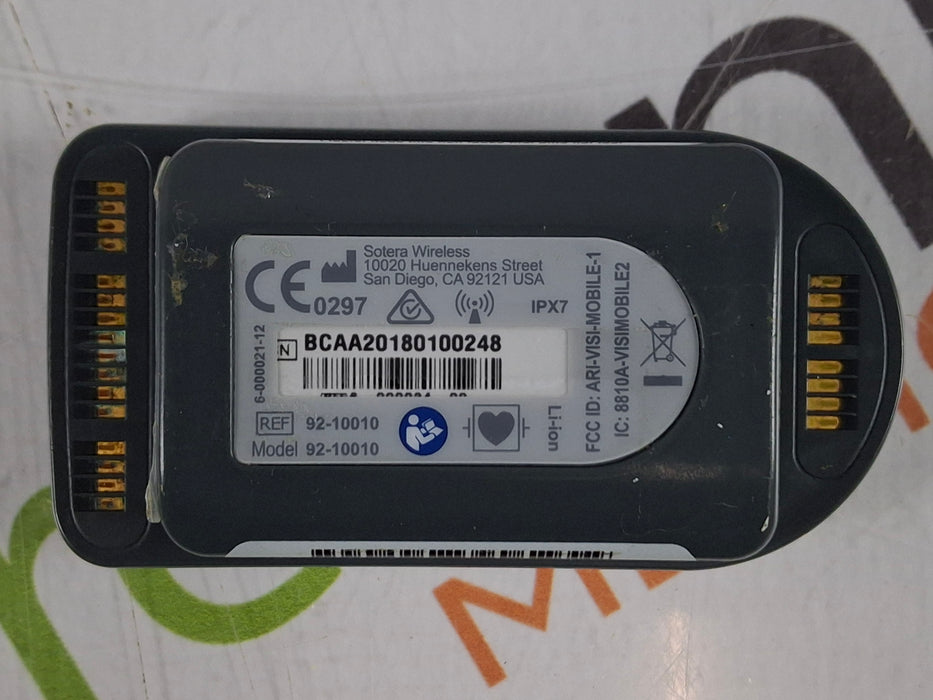 Sotera Wireless
10020 Huennekens Street
San Diego, CA 92121 USA
CE 0297
IPX7
6-000021-12
N
BCAA20180100248
REF 92-10010
Model 92-10010
Li-ion
FCC ID: ARI-VISI-MOBILE-1
IC: 8810A-VISIMOBILE2